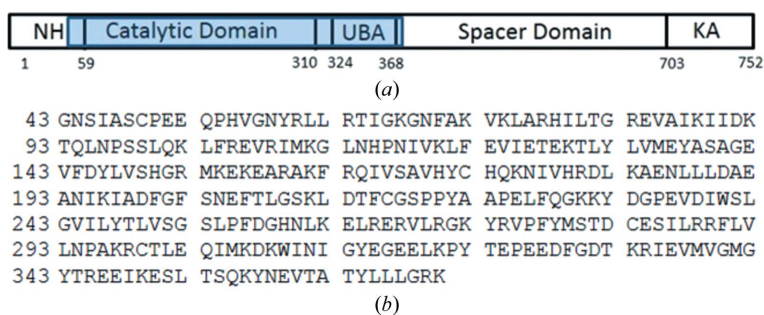 NH Catalytic Domain UBA Spacer Domain KA
1 59 310 324 368 703 752
(a)
43 GNSIASCPEE QPHVGNYRLL RTIGKGNFAK VKLARHILTG REVAIKIIDK
93 TQLNPSSLQK LFREVRIMKG LNHPNIVKLF EVIETEKTLY LVMEYASAGE
143 VFDYLVSHGR MKEKEARAKF RQIVSAVHYC HQKNIVHRDL KAENLLLDAE
193 ANIKIADFGF SNEFTLGSKL DTFCGSPPYA APELFQGKKY DGPEVDIWSL
243 GVILYTLVSG SLPFDGHNLK ELRERVLRGK YRVPFYMSTD CESILRRFLV
293 LNPAKRCTLE QIMKDKWINI GYEGEELKPY TEPEEDFGDT KRIEVMVGMG
343 YTREEIKESL TSQKYNEVTA TYLLLGRK
(b)